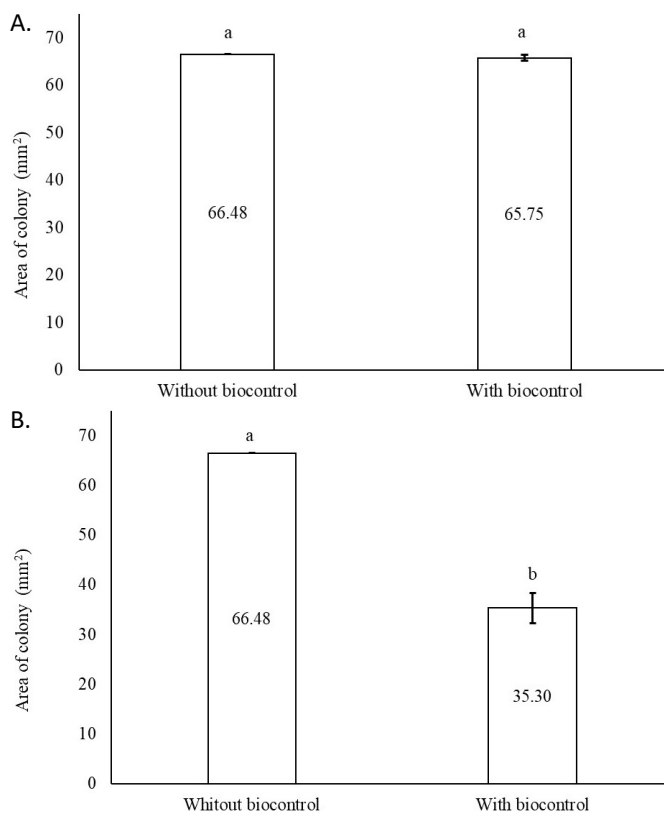 A.
Area of colony (mm²)
70
60
50
40
30
20
10
0
a
a
66.48
65.75
Without biocontrol
With biocontrol
B.
Area of colony (mm²)
70
60
50
40
30
20
10
0
a
b
66.48
35.30
Whitout biocontrol
With biocontrol